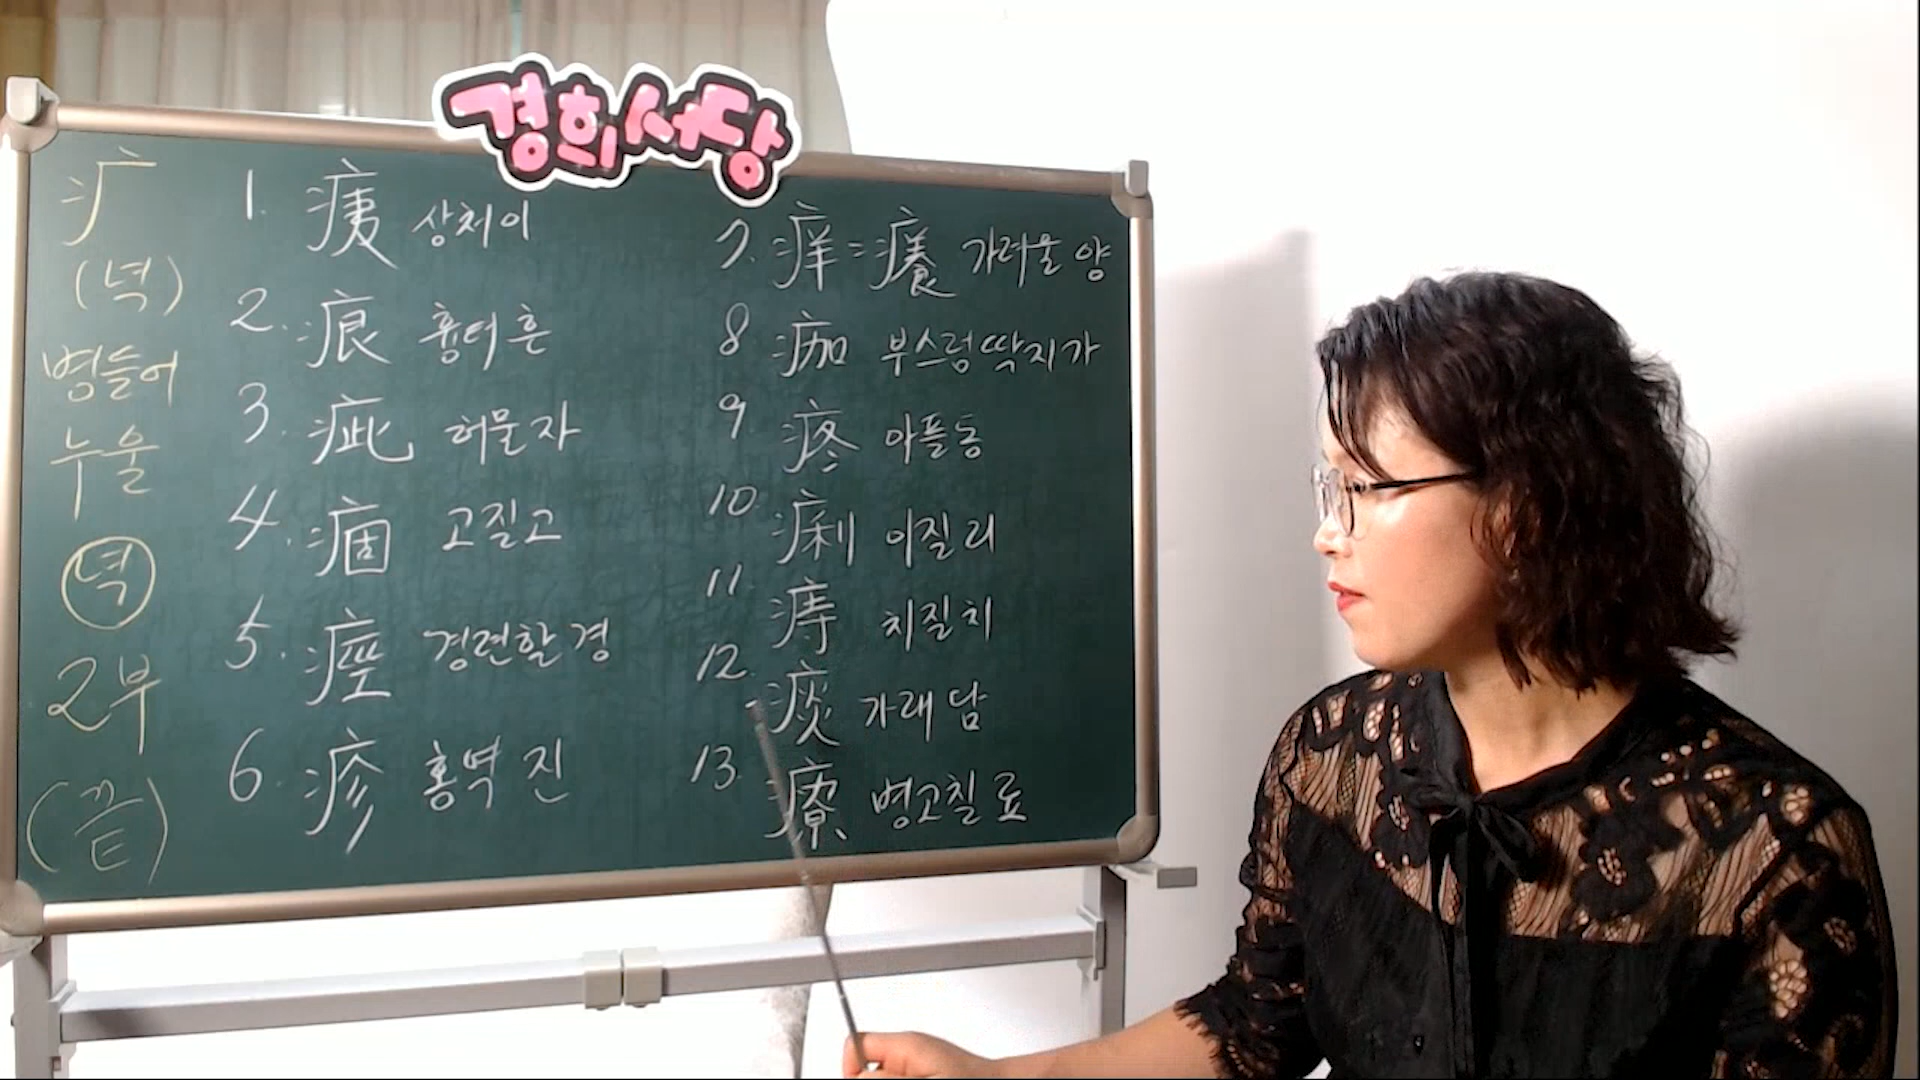 경희서당
疒
(녁)
병들어
누울
녁
2부
(끝)
1. 痍 상처이
2. 痕 흉터흔
3. 疵 허물자
4. 痼 고질고
5. 痙 경련할경
6. 疹 홍역진
7. 痒=癢 가려울양
8 痂 부스럼딱지가
9 疼 아플동
10 痢 이질리
11 痔 치질치
12 痰 가래담
13. 療 병고칠료